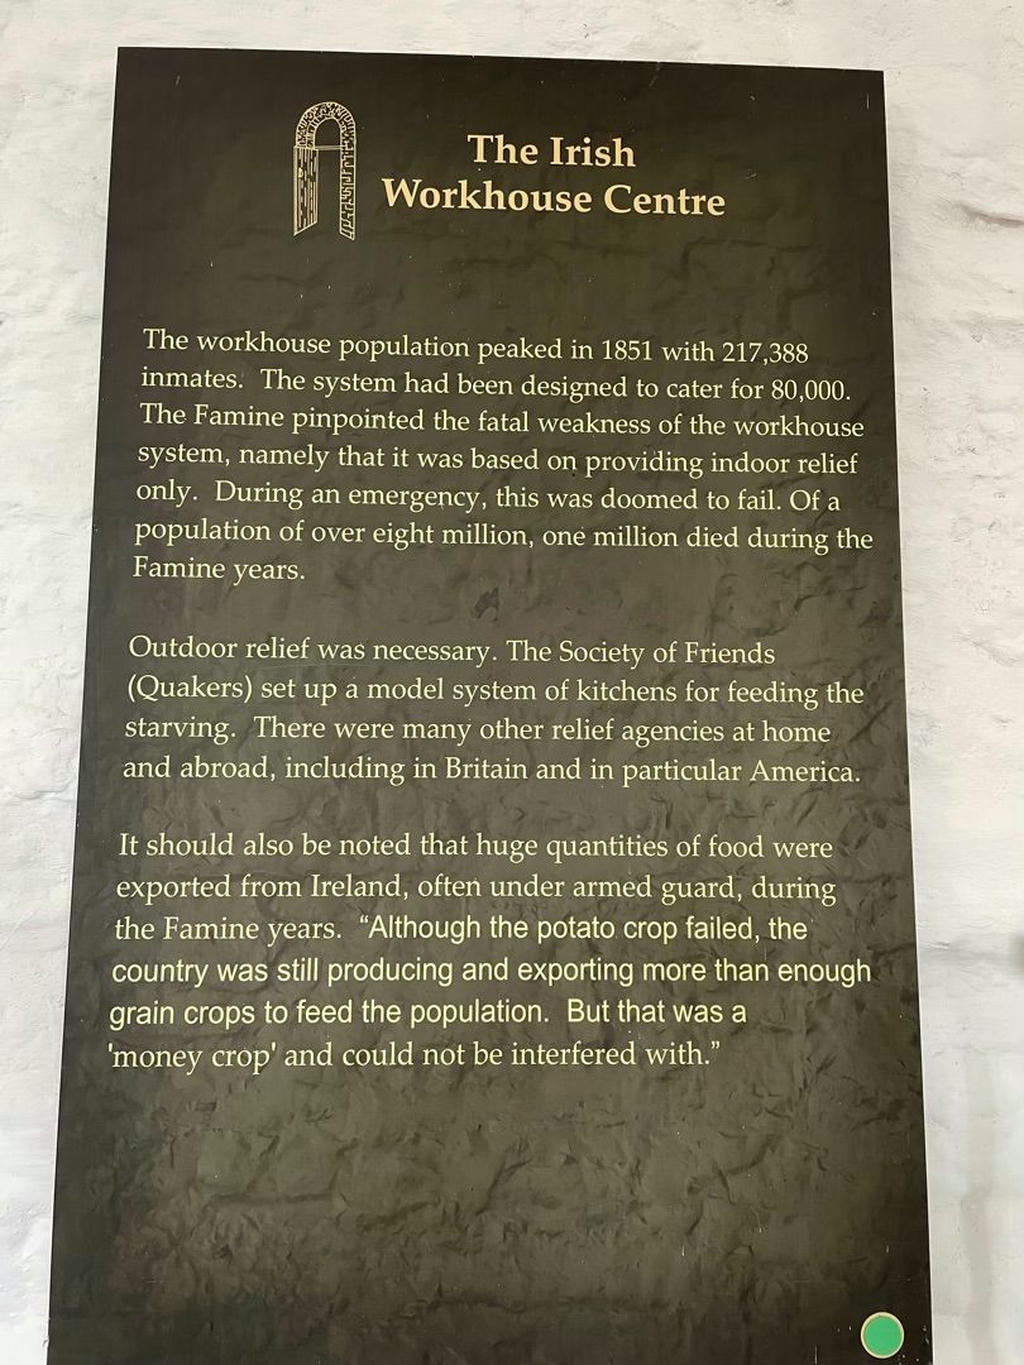 The Irish
Workhouse Centre
The workhouse population peaked in 1851 with 217,388
inmates.  The system had been designed to cater for 80,000.
The Famine pinpointed the fatal weakness of the workhouse
system, namely that it was based on providing indoor relief
only.  During an emergency, this was doomed to fail. Of a
population of over eight million, one million died during the
Famine years.
Outdoor relief was necessary. The Society of Friends
(Quakers) set up a model system of kitchens for feeding the
starving.  There were many other relief agencies at home
and abroad, including in Britain and in particular America.
It should also be noted that huge quantities of food were
exported from Ireland, often under armed guard, during
the Famine years.  “Although the potato crop failed, the
country was still producing and exporting more than enough
grain crops to feed the population.  But that was a
'money crop' and could not be interfered with.”